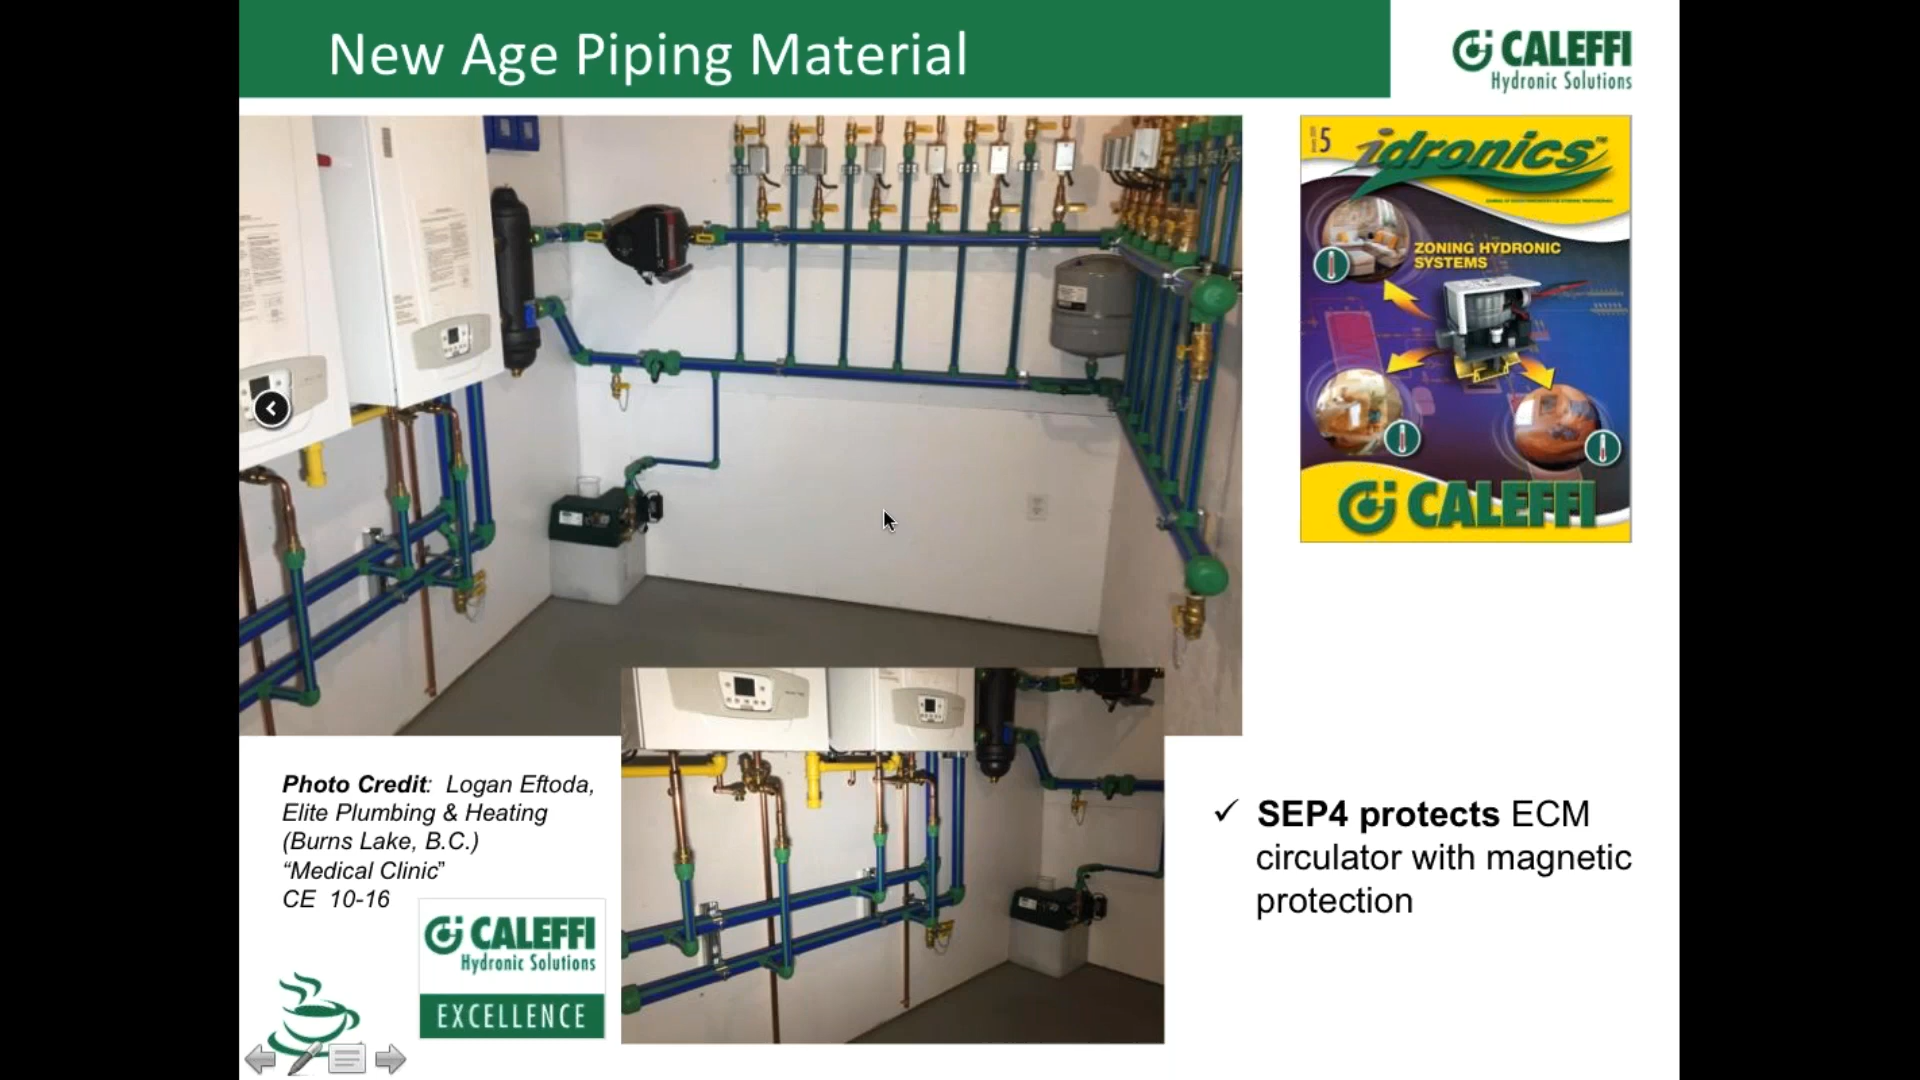 New Age Piping Material
CALEFFI
Hydronic Solutions
5
idronics™
ZONING HYDRONIC
SYSTEMS
CALEFFI
Photo Credit: Logan Eftoda,
Elite Plumbing & Heating
(Burns Lake, B.C.)
“Medical Clinic”
CE 10-16
CALEFFI
Hydronic Solutions
EXCELLENCE
SEP4 protects ECM
circulator with magnetic
protection